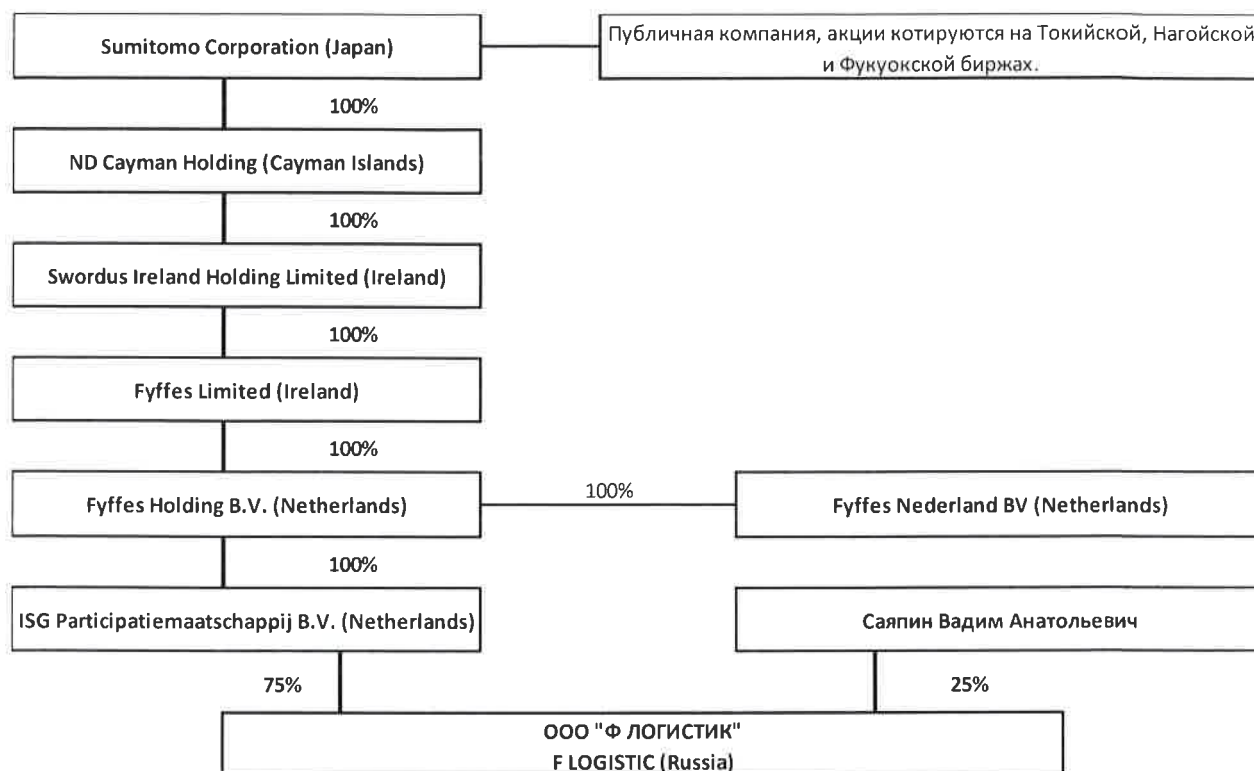 Sumitomo Corporation (Japan)
Публичная компания, акции котируются на Токийской, Нагойской
и Фукуокской биржах.
100%
ND Cayman Holding (Cayman Islands)
100%
Swordus Ireland Holding Limited (Ireland)
100%
Fyffes Limited (Ireland)
100%
Fyffes Holding B.V. (Netherlands)
100%
Fyffes Nederland BV (Netherlands)
100%
ISG Participatiemaatschappij B.V. (Netherlands)
Саяпин Вадим Анатольевич
75%
25%
ООО "Ф ЛОГИСТИК"
F LOGISTIC (Russia)